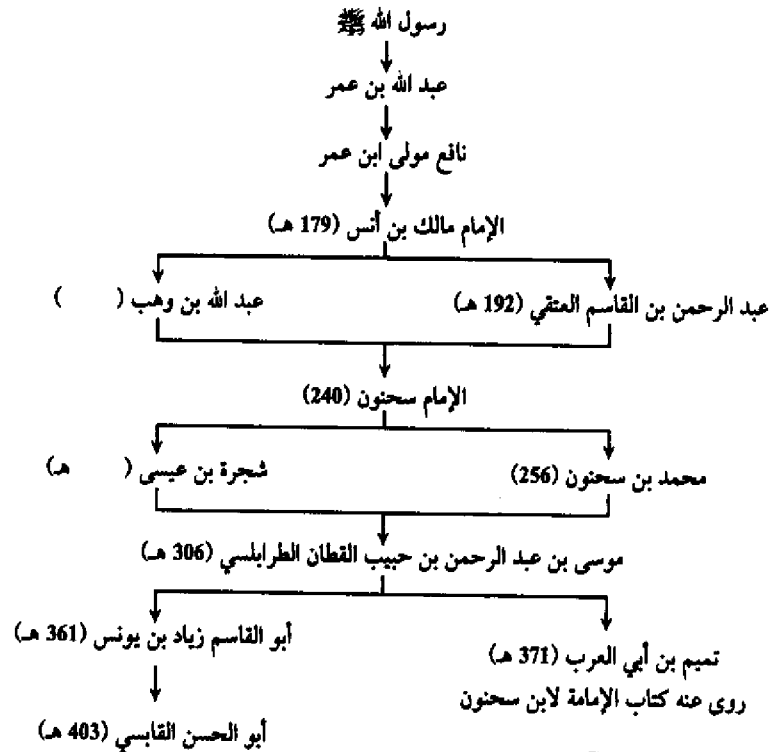 رسول الله ﷺ
عبد الله بن عمر
نافع مولى ابن عمر
الإمام مالك بن أنس (179 هـ)
عبد الرحمن بن القاسم العتقي (192 هـ)
عبد الله بن وهب (       )
الإمام سحنون (240)
محمد بن سحنون (256)
شجرة بن عيسى (       هـ)
موسى بن عبد الرحمن بن حبيب القطان الطرابلسي (306 هـ)
تميم بن أبي العرب (371 هـ)
روى عنه كتاب الإمامة لابن سحنون
أبو القاسم زياد بن يونس (361 هـ)
أبو الحسن القابسي (403 هـ)